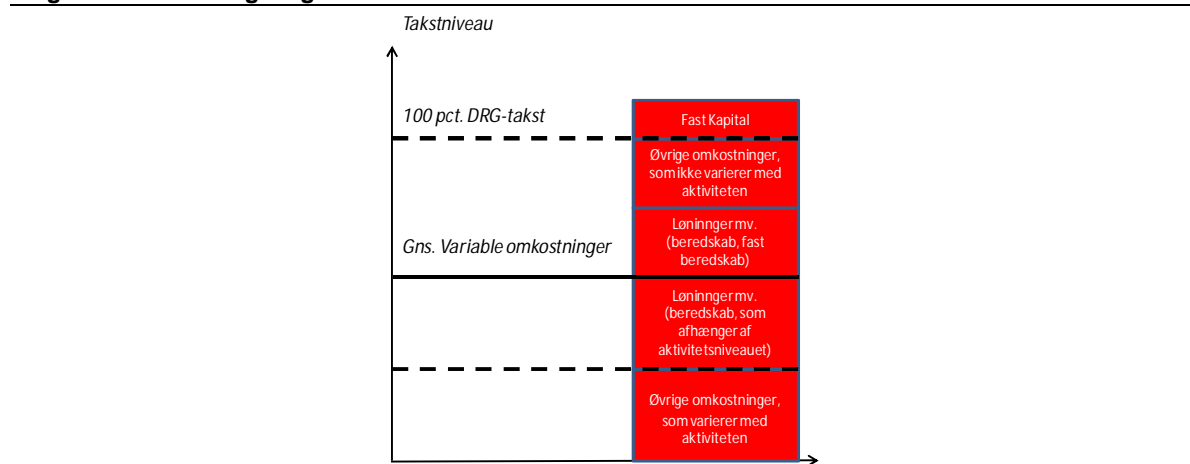 Takstniveau
100 pct. DRG-takst
Fast Kapital
Øvrige omkostninger,
som ikke varierer med
aktiviteten
Gns. Variable omkostninger
Løninnger mv.
(beredskab, fast
beredskab)
Løninnger mv.
(beredskab, som
afhænger af
aktivitetsniveauet)
Øvrige omkostninger,
som varierer med
aktiviteten